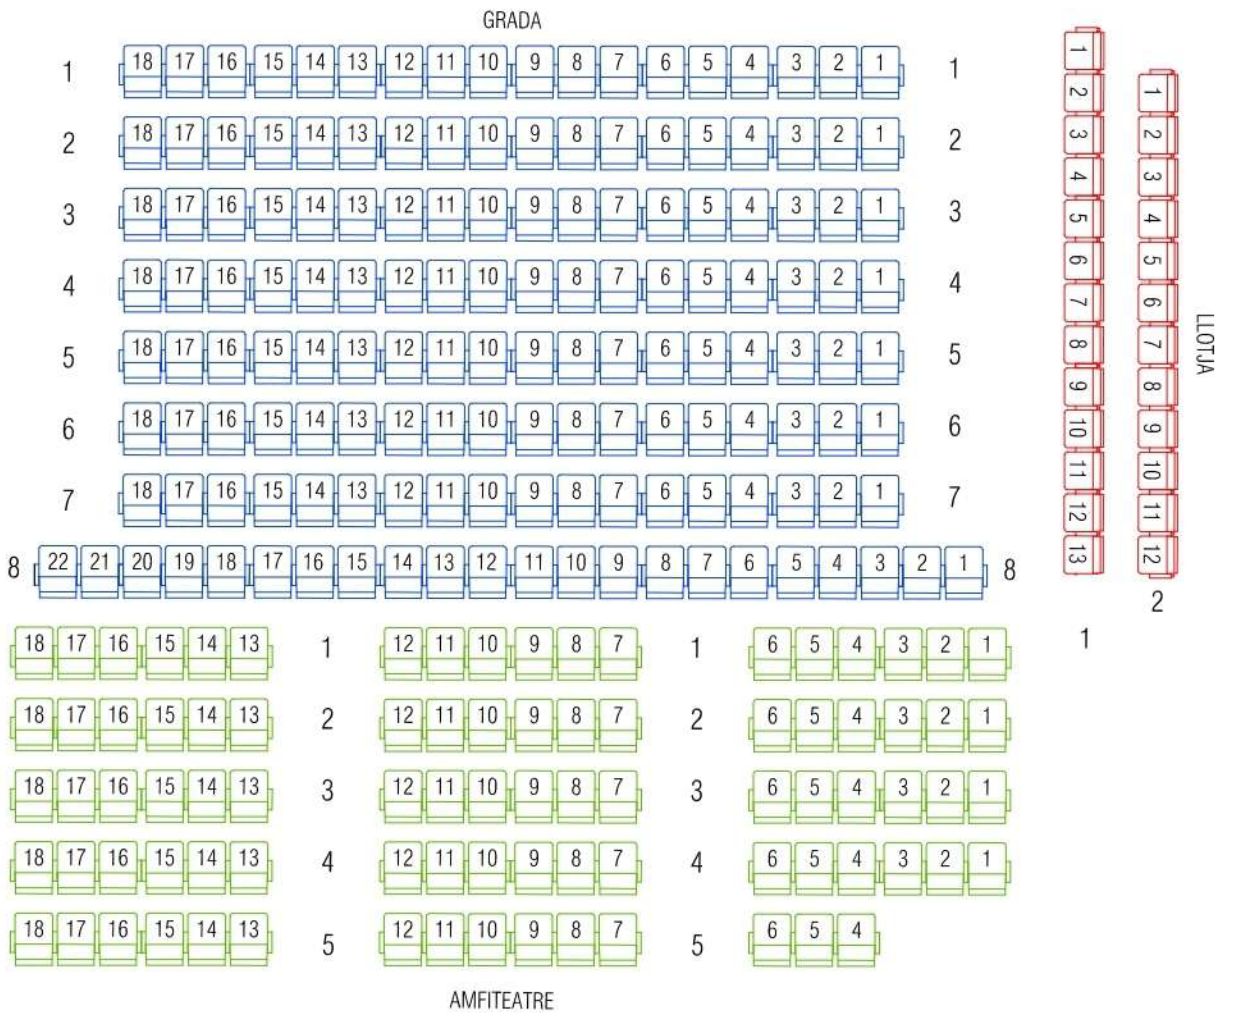 GRADA
1 18 17 16 15 14 13 12 11 10 9 8 7 6 5 4 3 2 1 1
2 18 17 16 15 14 13 12 11 10 9 8 7 6 5 4 3 2 1 2
3 18 17 16 15 14 13 12 11 10 9 8 7 6 5 4 3 2 1 3
4 18 17 16 15 14 13 12 11 10 9 8 7 6 5 4 3 2 1 4
5 18 17 16 15 14 13 12 11 10 9 8 7 6 5 4 3 2 1 5
6 18 17 16 15 14 13 12 11 10 9 8 7 6 5 4 3 2 1 6
7 18 17 16 15 14 13 12 11 10 9 8 7 6 5 4 3 2 1 7
8 22 21 20 19 18 17 16 15 14 13 12 11 10 9 8 7 6 5 4 3 2 1 8
18 17 16 15 14 13 1 12 11 10 9 8 7 1 6 5 4 3 2 1
18 17 16 15 14 13 2 12 11 10 9 8 7 2 6 5 4 3 2 1
18 17 16 15 14 13 3 12 11 10 9 8 7 3 6 5 4 3 2 1
18 17 16 15 14 13 4 12 11 10 9 8 7 4 6 5 4 3 2 1
18 17 16 15 14 13 5 12 11 10 9 8 7 5 6 5 4
AMFITEATRE
1 2 3 4 5 6 7 8 9 10 11 12 13 1
1 2 3 4 5 6 7 8 9 10 11 12 2
LLOTJA